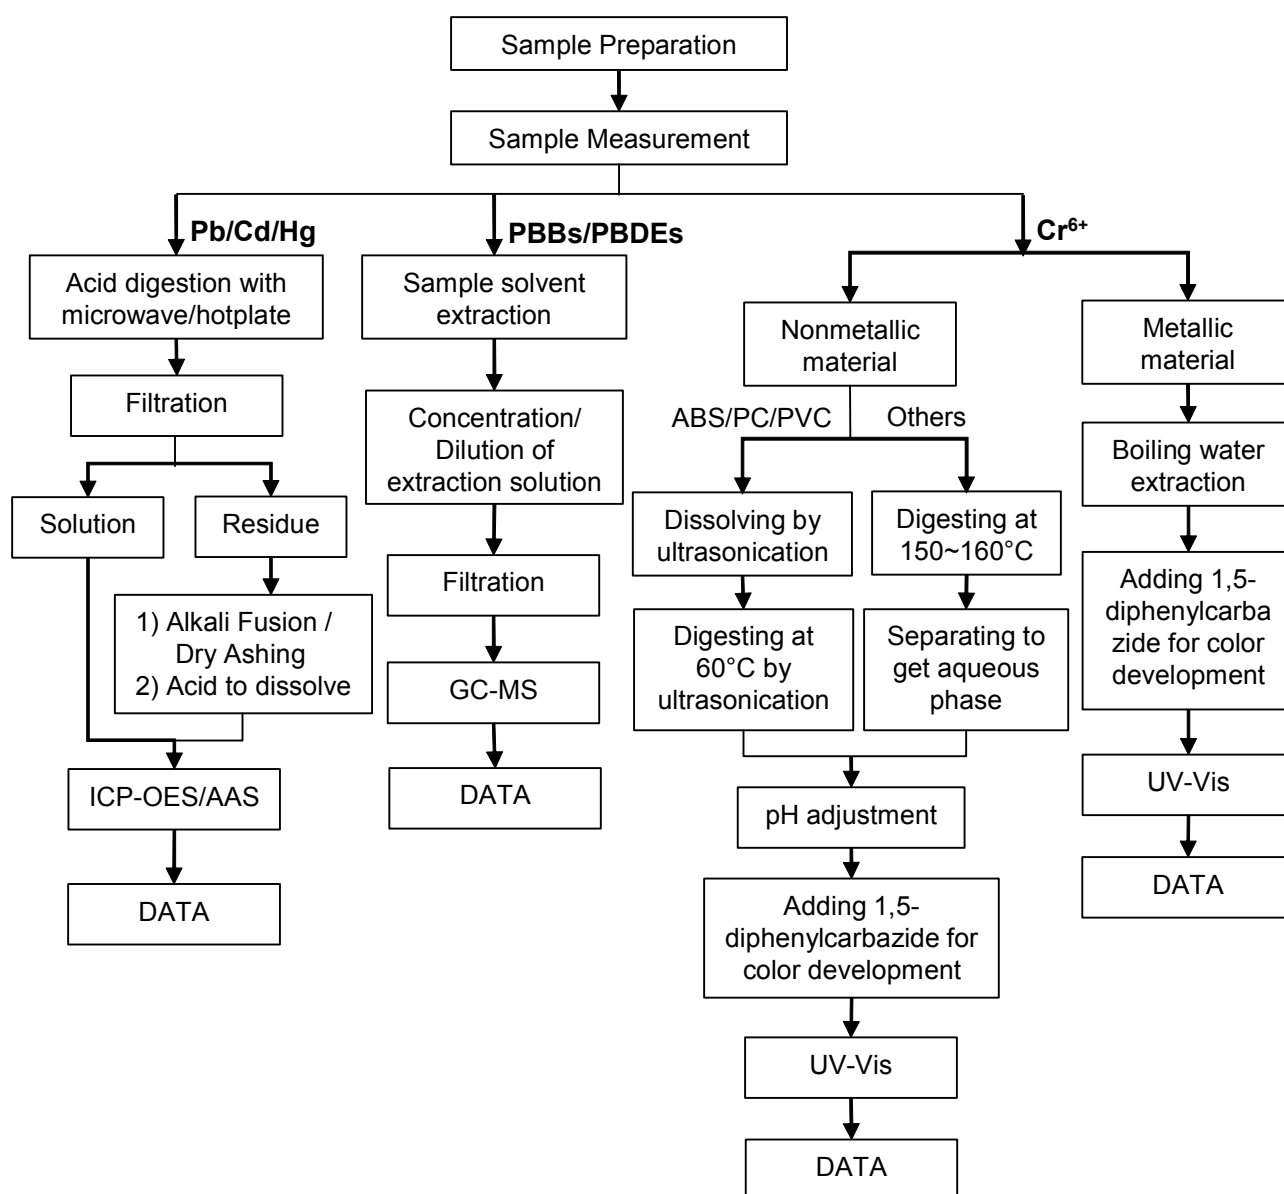 Sample Preparation
Sample Measurement
Pb/Cd/Hg
PBBs/PBDEs
Cr⁶⁺
Acid digestion with
microwave/hotplate
Filtration
Solution
Residue
1) Alkali Fusion /
Dry Ashing
2) Acid to dissolve
ICP-OES/AAS
DATA
Sample solvent
extraction
Concentration/
Dilution of
extraction solution
Filtration
GC-MS
DATA
Nonmetallic
material
ABS/PC/PVC
Others
Dissolving by
ultrasonication
Digesting at
60°C by
ultrasonication
Digesting at
150~160°C
Separating to
get aqueous
phase
pH adjustment
Adding 1,5-
diphenylcarbazide for
color development
UV-Vis
DATA
Metallic
material
Boiling water
extraction
Adding 1,5-
diphenylcarba
zide for color
development
UV-Vis
DATA